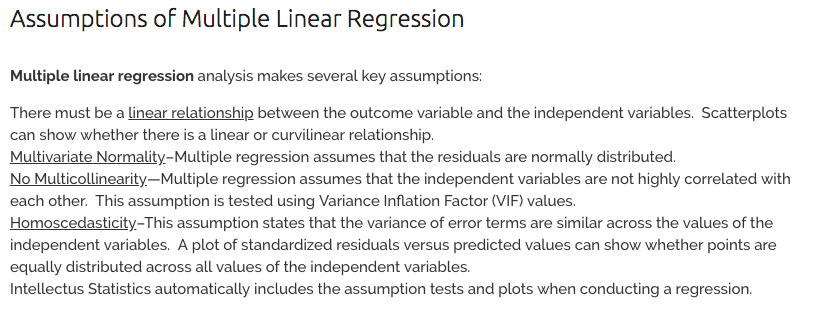 Assumptions of Multiple Linear Regression
Multiple linear regression analysis makes several key assumptions:
There must be a linear relationship between the outcome variable and the independent variables.  Scatterplots
can show whether there is a linear or curvilinear relationship.
Multivariate Normality–Multiple regression assumes that the residuals are normally distributed.
No Multicollinearity—Multiple regression assumes that the independent variables are not highly correlated with
each other.  This assumption is tested using Variance Inflation Factor (VIF) values.
Homoscedasticity–This assumption states that the variance of error terms are similar across the values of the
independent variables.  A plot of standardized residuals versus predicted values can show whether points are
equally distributed across all values of the independent variables.
Intellectus Statistics automatically includes the assumption tests and plots when conducting a regression.